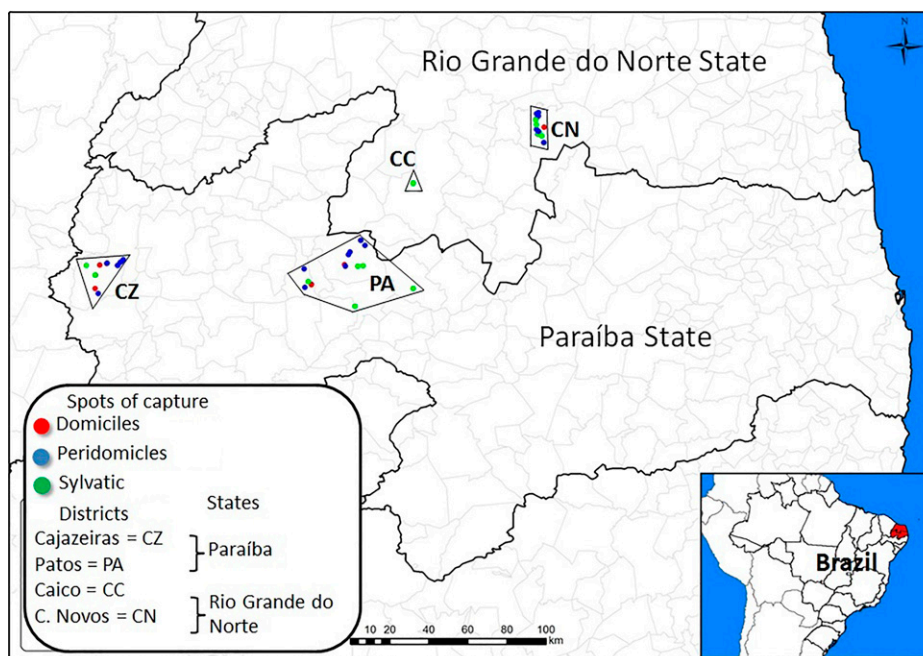 N
Rio Grande do Norte State
CN
CC
CZ
PA
Paraíba State
Spots of capture
Domiciles
Peridomicles
Sylvatic
Districts
States
Cajazeiras = CZ
Patos = PA
Paraíba
Caico = CC
C. Novos = CN
Rio Grande do
Norte
10 20 40 60 80 100
km
Brazil